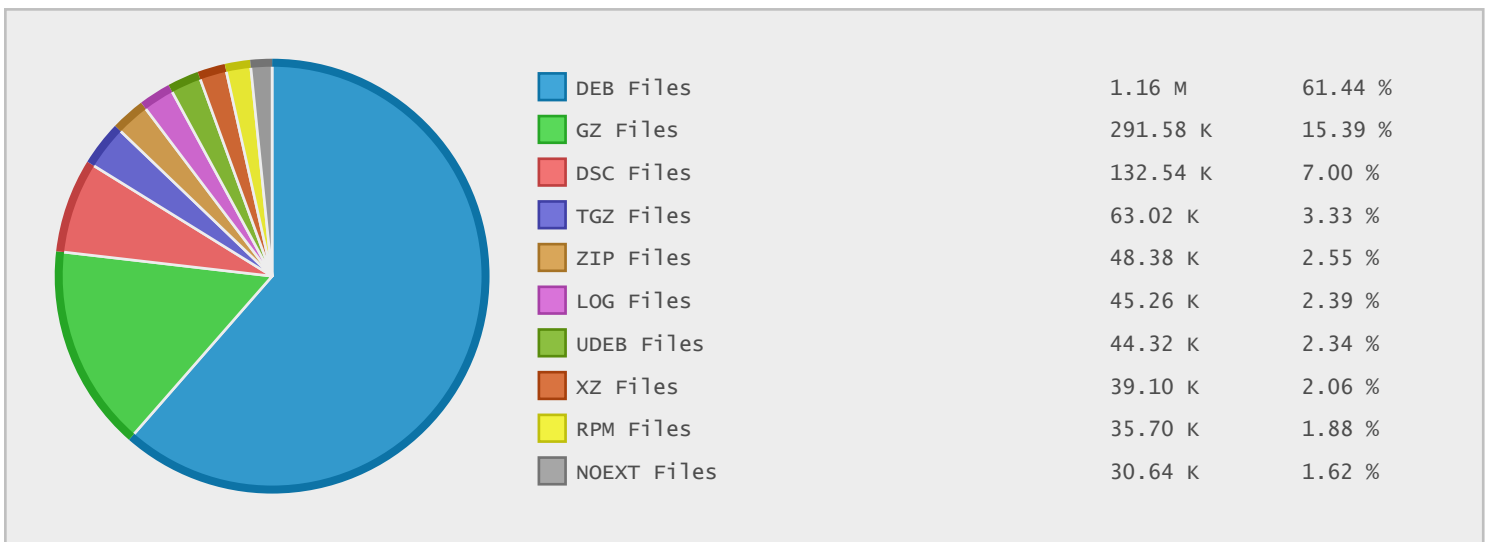 DEB Files 1.16 M 61.44 %
GZ Files 291.58 K 15.39 %
DSC Files 132.54 K 7.00 %
TGZ Files 63.02 K 3.33 %
ZIP Files 48.38 K 2.55 %
LOG Files 45.26 K 2.39 %
UDEB Files 44.32 K 2.34 %
XZ Files 39.10 K 2.06 %
RPM Files 35.70 K 1.88 %
NOEXT Files 30.64 K 1.62 %